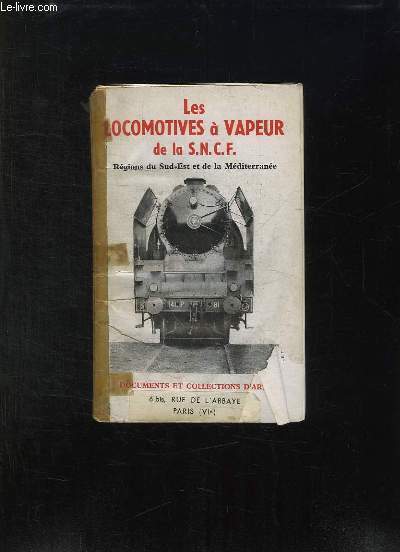 LE-LIVRE.COM
Les
LOCOMOTIVES à VAPEUR
de la S.N.C.F.
Régions du Sud-Est et de la Méditerranée
DOCUMENTS ET COLLECTIONS D'AR
6 bis, RUE DE L'ABBAYE
PARIS (VIe)